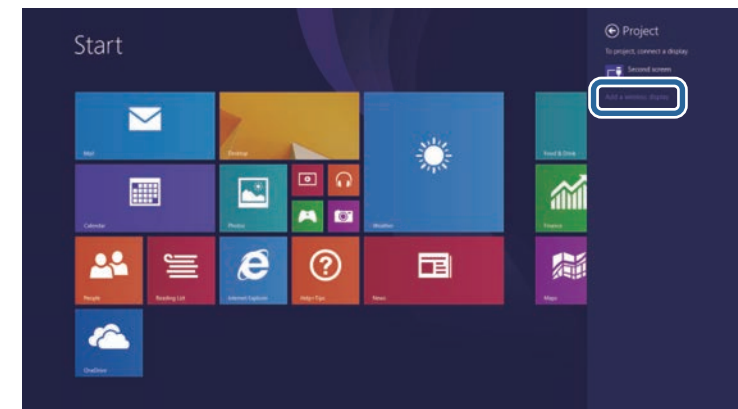 Start
Project
To project, connect a display.
Second screen
Add a wireless display
Mail
Desktop
Weather
Food & Drink
Calendar
Photos
Finance
People
Reading List
Internet Explorer
Help+Tips
News
Maps
OneDrive